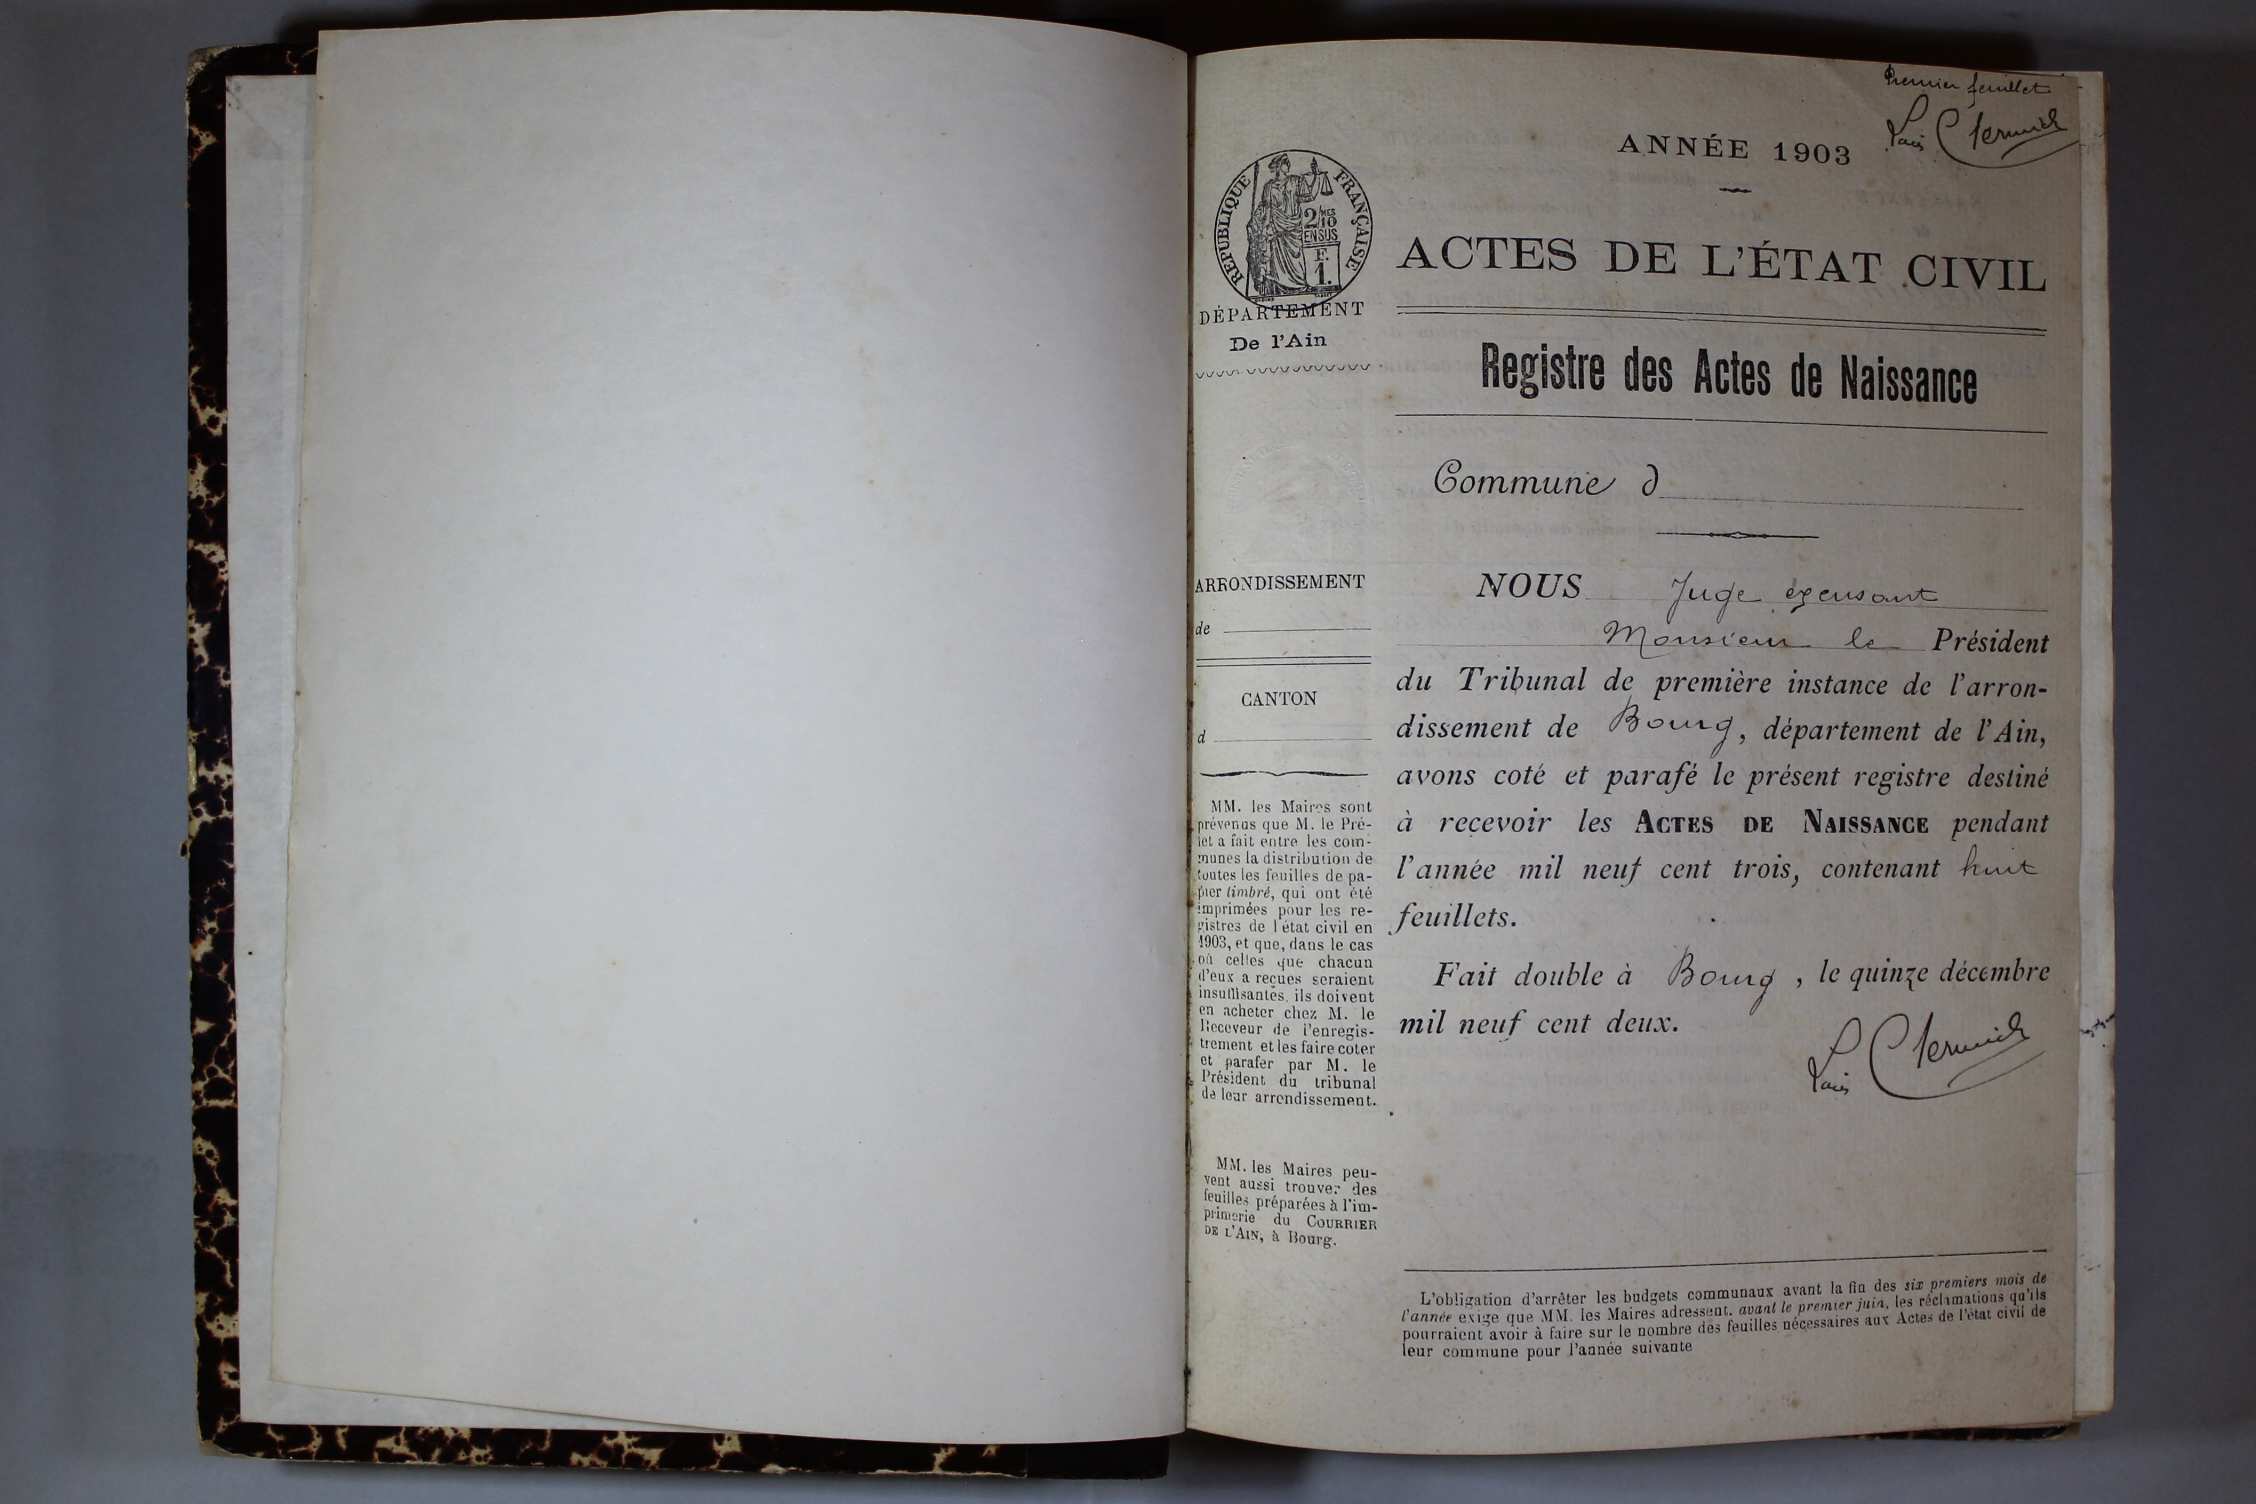 Premier feuillet
ANNÉE 1903
RÉPUBLIQUE FRANÇAISE
2/10 MES
EN SUS
F.
1.
DÉPARTEMENT
De l'Ain
ACTES DE L'ÉTAT CIVIL
Registre des Actes de Naissance
Commune d
ARRONDISSEMENT
de
CANTON
d
MM. les Maires sont
prévenus que M. le Pré-
fet a fait entre les com-
munes la distribution de
toutes les feuilles de pa-
pier timbré, qui ont été
imprimées pour les re-
gistres de l'état civil en
1903, et que, dans le cas
où celles que chacun
d'eux a reçues seraient
insuffisantes, ils doivent
en acheter chez M. le
Receveur de l'enregis-
trement et les faire coter
et parafer par M. le
Président du tribunal
de leur arrondissement.
MM. les Maires peu-
vent aussi trouver des
feuilles préparées à l'im-
primerie du COURRIER
DE L'AIN, à Bourg.
NOUS Juge
Monsieur le Président
du Tribunal de première instance de l'arron-
dissement de Bourg, département de l'Ain,
avons coté et parafé le présent registre destiné
à recevoir les ACTES DE NAISSANCE pendant
l'année mil neuf cent trois, contenant huit
feuillets.
Fait double à Bourg, le quinze décembre
mil neuf cent deux.
L'obligation d'arrêter les budgets communaux avant la fin des six premiers mois de
l'année exige que MM. les Maires adressent, avant le premier juin, les réclamations qu'ils
pourraient avoir à faire sur le nombre des feuilles nécessaires aux Actes de l'état civil de
leur commune pour l'année suivante